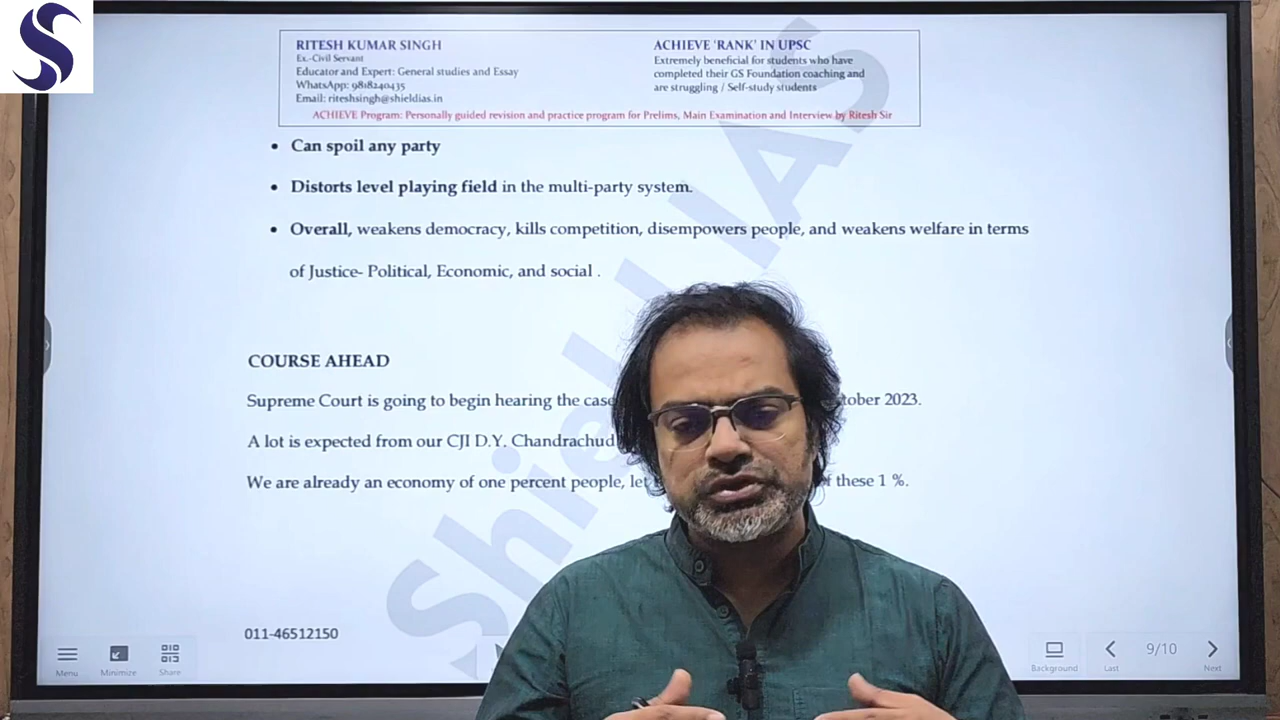 RITESH KUMAR SINGH
Ex.-Civil Servant
Educator and Expert: General studies and Essay
WhatsApp: 9818240435
Email: riteshsingh@shieldias.in
ACHIEVE 'RANK' IN UPSC
Extremely beneficial for students who have
completed their GS Foundation coaching and
are struggling / Self-study students
ACHIEVE Program: Personally guided revision and practice program for Prelims, Main Examination and Interview by Ritesh Sir
• Can spoil any party
• Distorts level playing field in the multi-party system.
• Overall, weakens democracy, kills competition, disempowers people, and weakens welfare in terms
of Justice- Political, Economic, and social .
COURSE AHEAD
Supreme Court is going to begin hearing the case tober 2023.
A lot is expected from our CJI D.Y. Chandrachud
We are already an economy of one percent people, let f these 1 %.
Shield IAS
011-46512150
Menu
Minimize
Share
Background
Last
9/10
Next